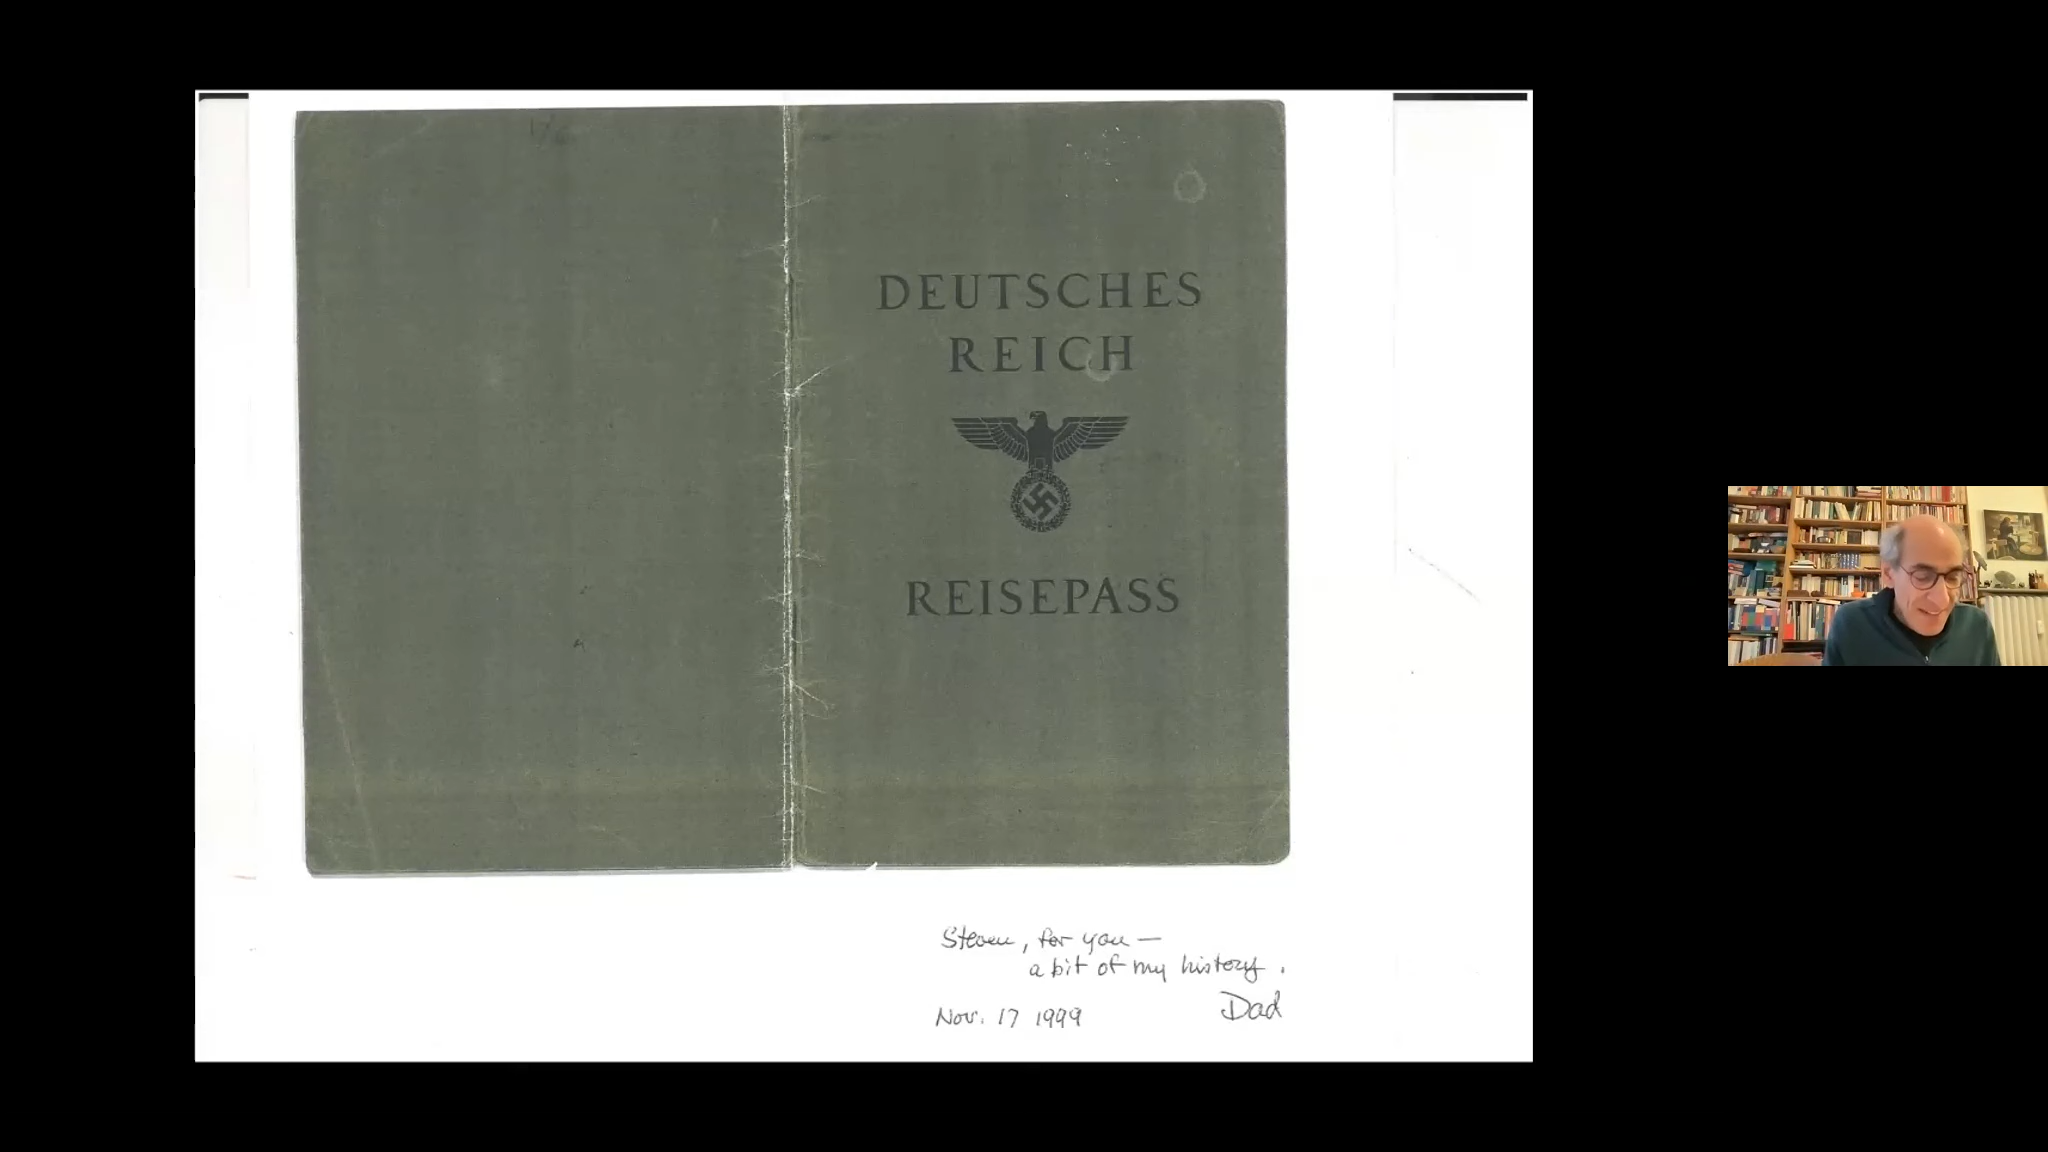 DEUTSCHES
REICH
REISEPASS
Steven, for you —
a bit of my history.
Dad
Nov. 17 1999